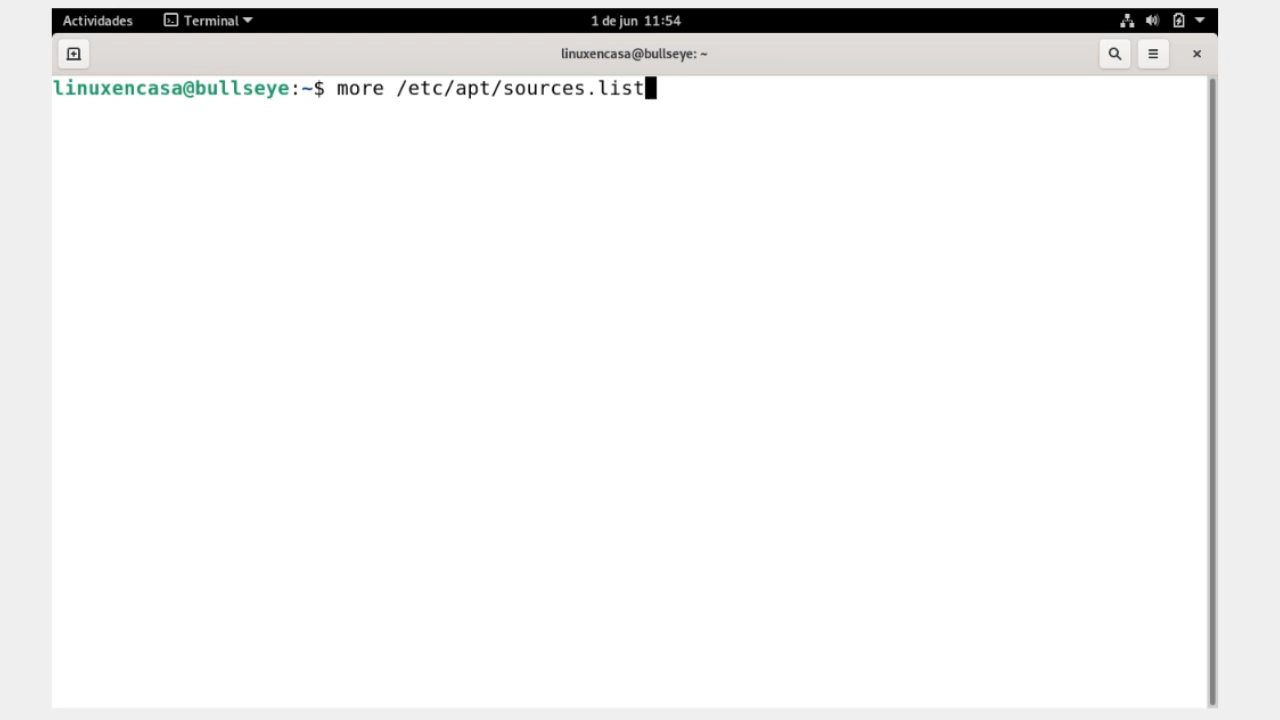 Actividades Terminal 1 de jun 11:54
linuxencasa@bullseye: ~
linuxencasa@bullseye:~$ more /etc/apt/sources.list